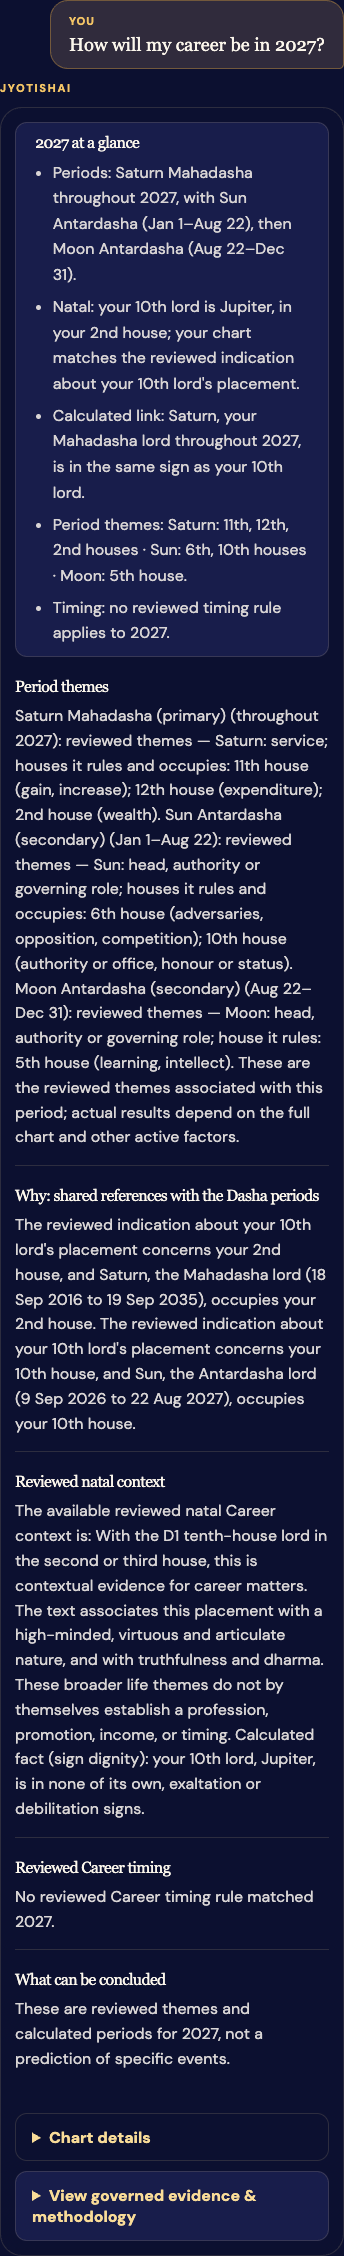 YOU
How will my career be in 2027?
JYOTISHAI
2027 at a glance
• Periods: Saturn Mahadasha
throughout 2027, with Sun
Antardasha (Jan 1–Aug 22), then
Moon Antardasha (Aug 22–Dec
31).
• Natal: your 10th lord is Jupiter, in
your 2nd house; your chart
matches the reviewed indication
about your 10th lord's placement.
• Calculated link: Saturn, your
Mahadasha lord throughout 2027,
is in the same sign as your 10th
lord.
• Period themes: Saturn: 11th, 12th,
2nd houses · Sun: 6th, 10th houses
· Moon: 5th house.
• Timing: no reviewed timing rule
applies to 2027.
Period themes
Saturn Mahadasha (primary) (throughout
2027): reviewed themes — Saturn: service;
houses it rules and occupies: 11th house
(gain, increase); 12th house (expenditure);
2nd house (wealth). Sun Antardasha
(secondary) (Jan 1–Aug 22): reviewed
themes — Sun: head, authority or
governing role; houses it rules and
occupies: 6th house (adversaries,
opposition, competition); 10th house
(authority or office, honour or status).
Moon Antardasha (secondary) (Aug 22–
Dec 31): reviewed themes — Moon: head,
authority or governing role; house it rules:
5th house (learning, intellect). These are
the reviewed themes associated with this
period; actual results depend on the full
chart and other active factors.
Why: shared references with the Dasha periods
The reviewed indication about your 10th
lord's placement concerns your 2nd
house, and Saturn, the Mahadasha lord (18
Sep 2016 to 19 Sep 2035), occupies your
2nd house. The reviewed indication about
your 10th lord's placement concerns your
10th house, and Sun, the Antardasha lord
(9 Sep 2026 to 22 Aug 2027), occupies
your 10th house.
Reviewed natal context
The available reviewed natal Career
context is: With the D1 tenth-house lord in
the second or third house, this is
contextual evidence for career matters.
The text associates this placement with a
high-minded, virtuous and articulate
nature, and with truthfulness and dharma.
These broader life themes do not by
themselves establish a profession,
promotion, income, or timing. Calculated
fact (sign dignity): your 10th lord, Jupiter,
is in none of its own, exaltation or
debilitation signs.
Reviewed Career timing
No reviewed Career timing rule matched
2027.
What can be concluded
These are reviewed themes and
calculated periods for 2027, not a
prediction of specific events.
▶ Chart details
▶ View governed evidence &
methodology